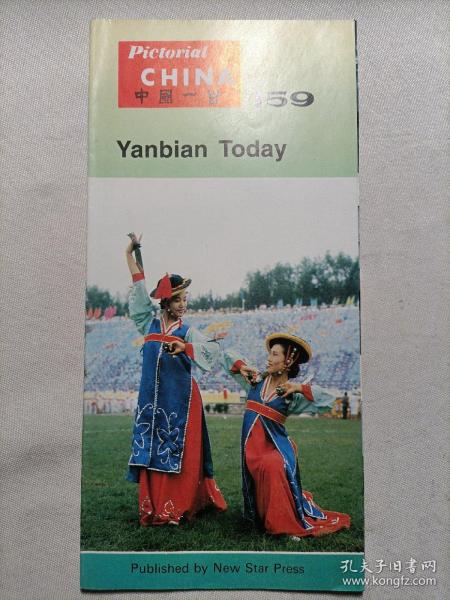 Pictorial
CHINA
中國一瞥
159
Yanbian Today
Published by New Star Press
孔夫子旧书网
www.kongfz.com